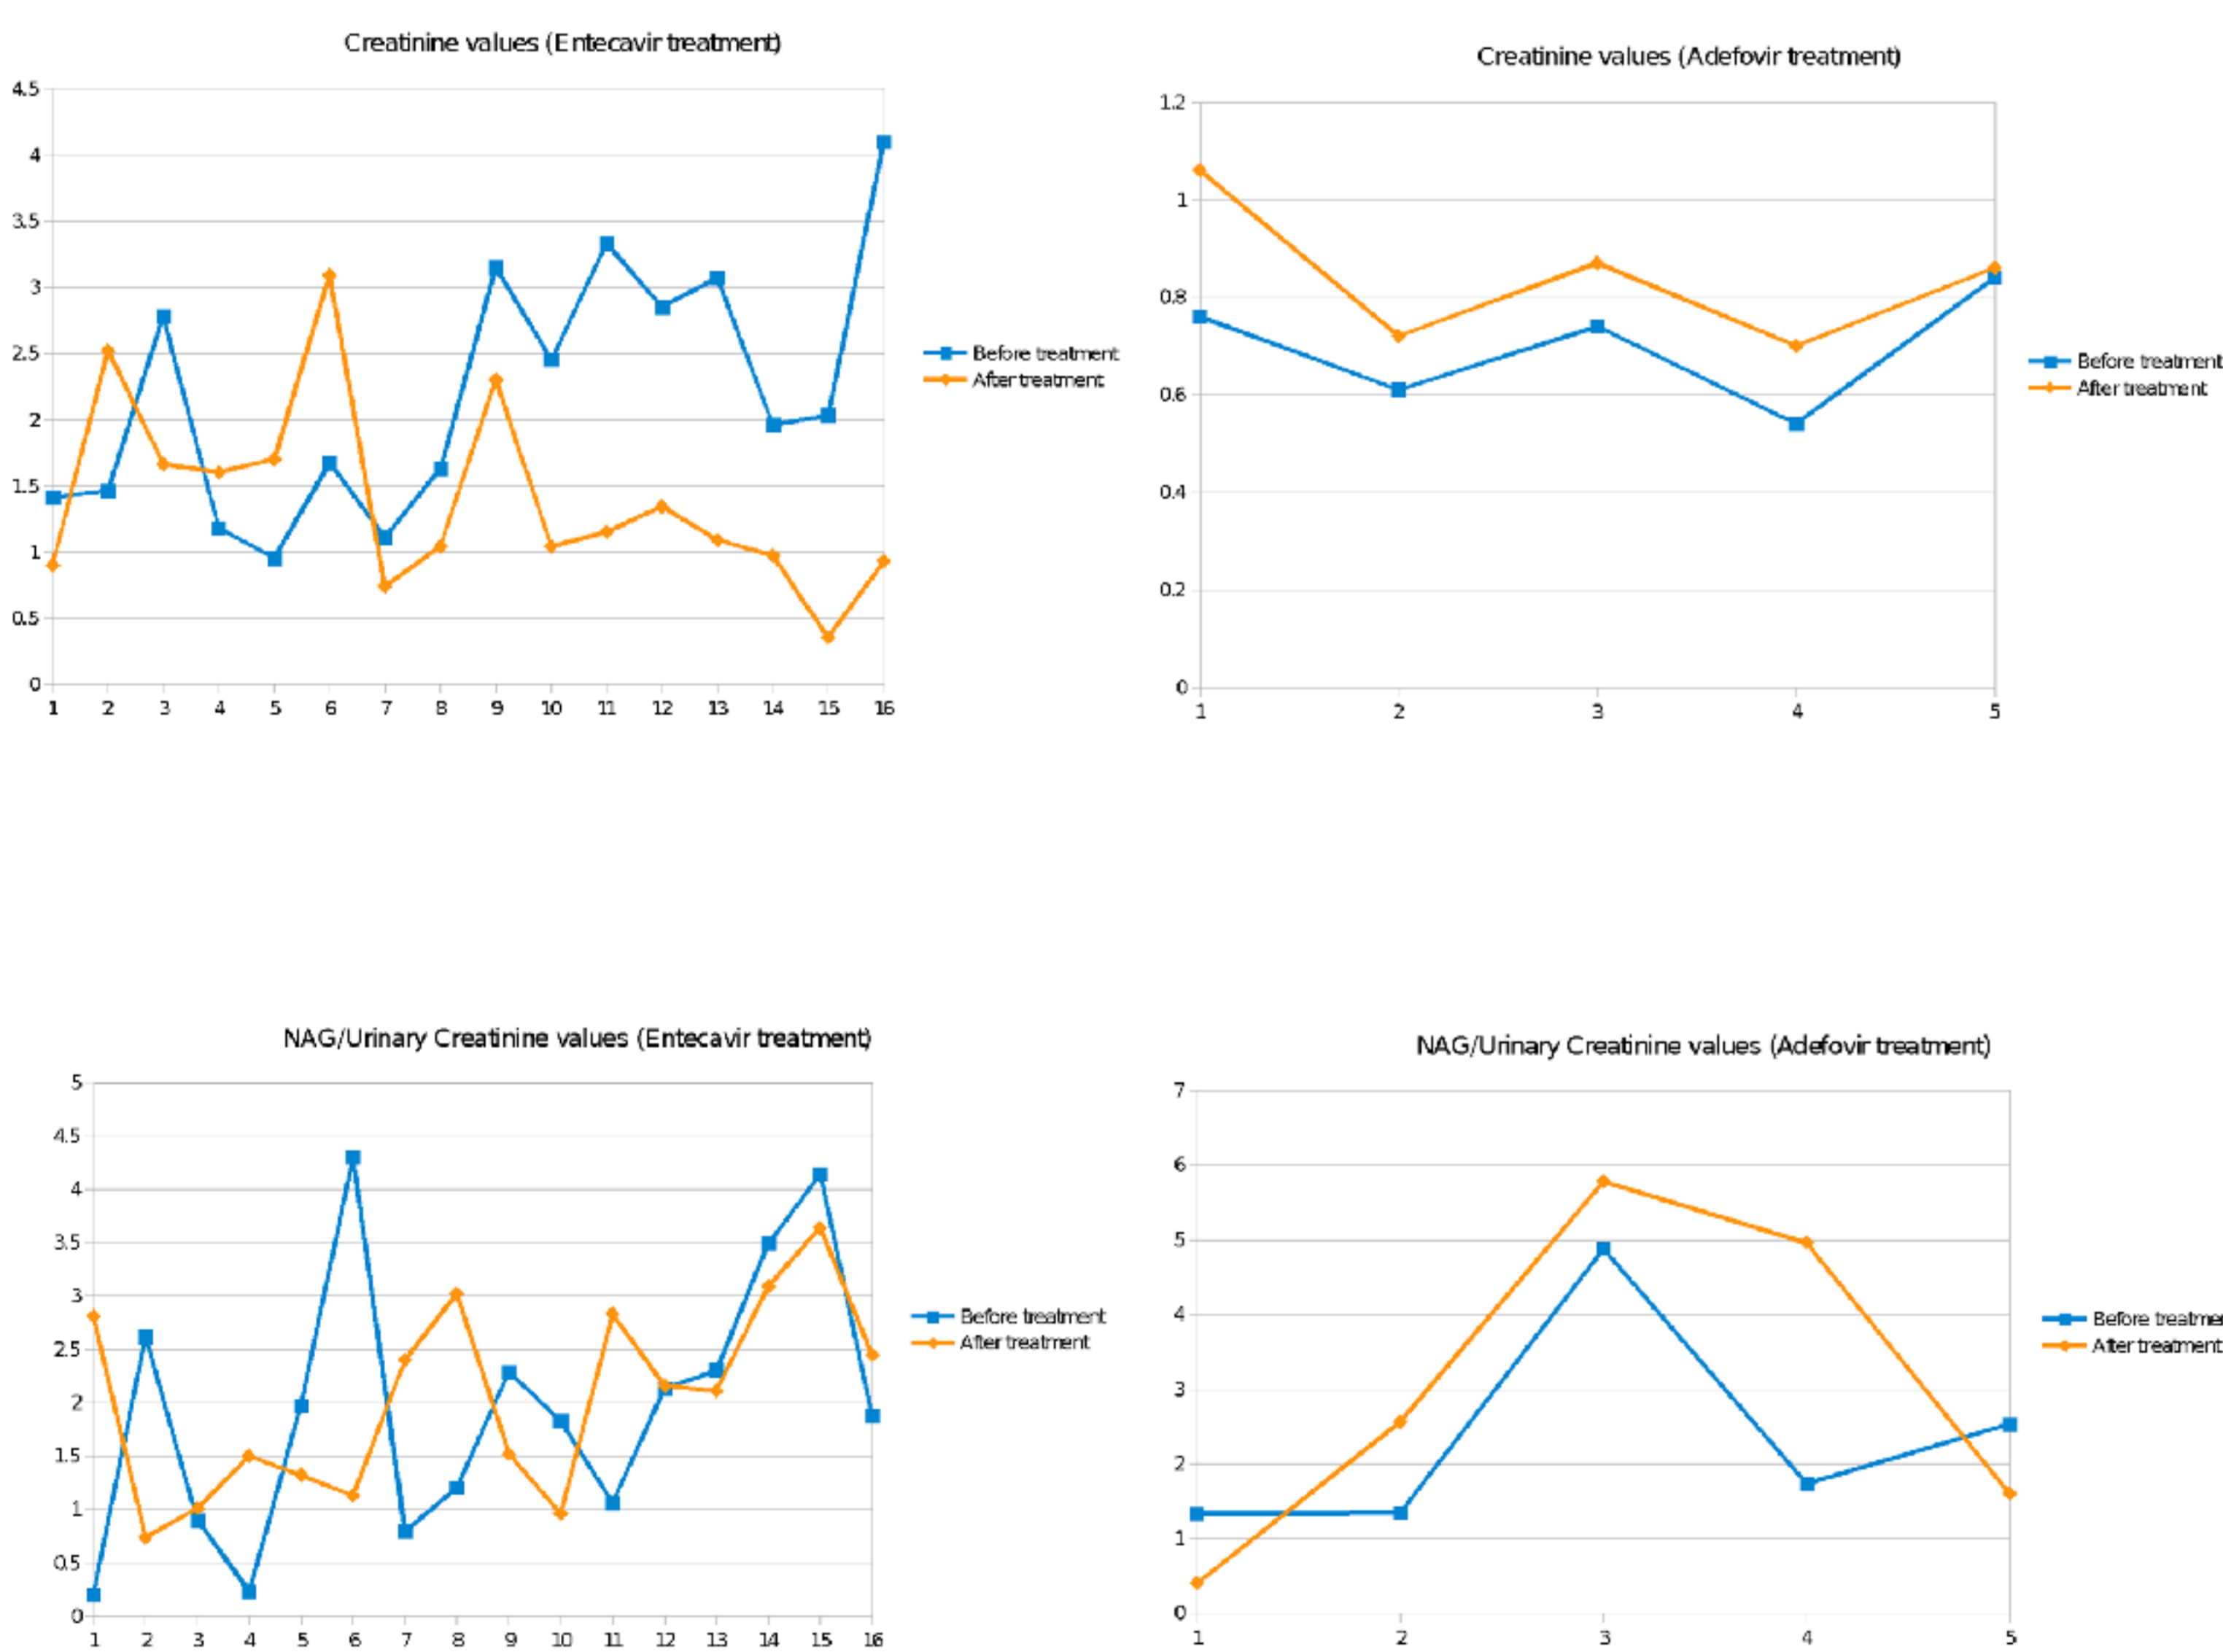 Creatinine values (Entecavir treatment)
4.5
4
3.5
3
2.5
2
1.5
1
0.5
0
1 2 3 4 5 6 7 8 9 10 11 12 13 14 15 16
Before treatment
After treatment
Creatinine values (Adefovir treatment)
1.2
1
0.8
0.6
0.4
0.2
0
1 2 3 4 5
Before treatment
After treatment
NAG/Urinary Creatinine values (Entecavir treatment)
5
4.5
4
3.5
3
2.5
2
1.5
1
0.5
0
1 2 3 4 5 6 7 8 9 10 11 12 13 14 15 16
Before treatment
After treatment
NAG/Urinary Creatinine values (Adefovir treatment)
7
6
5
4
3
2
1
0
1 2 3 4 5
Before treatme
After treatment